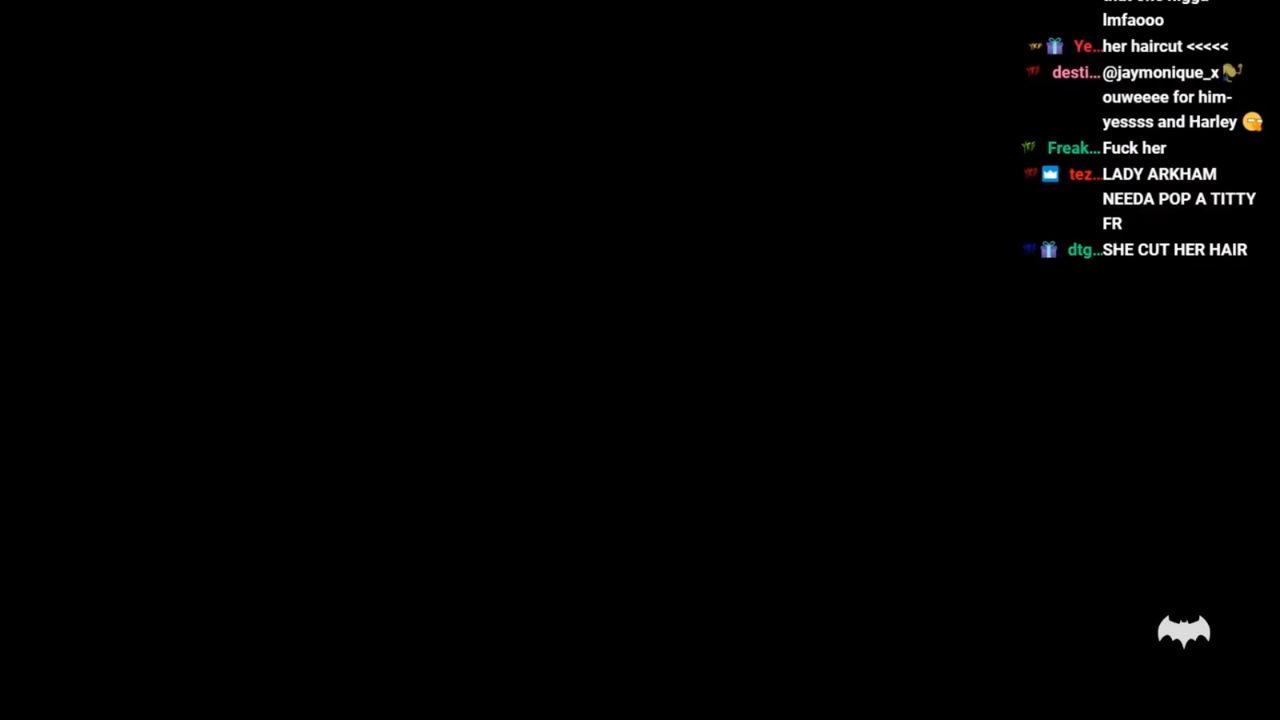 lmfaooo
Ye…her haircut <<<<<
desti…@jaymonique_x
ouweeee for him-
yessss and Harley
Freak…Fuck her
tez…LADY ARKHAM
NEEDA POP A TITTY
FR
dtg…SHE CUT HER HAIR